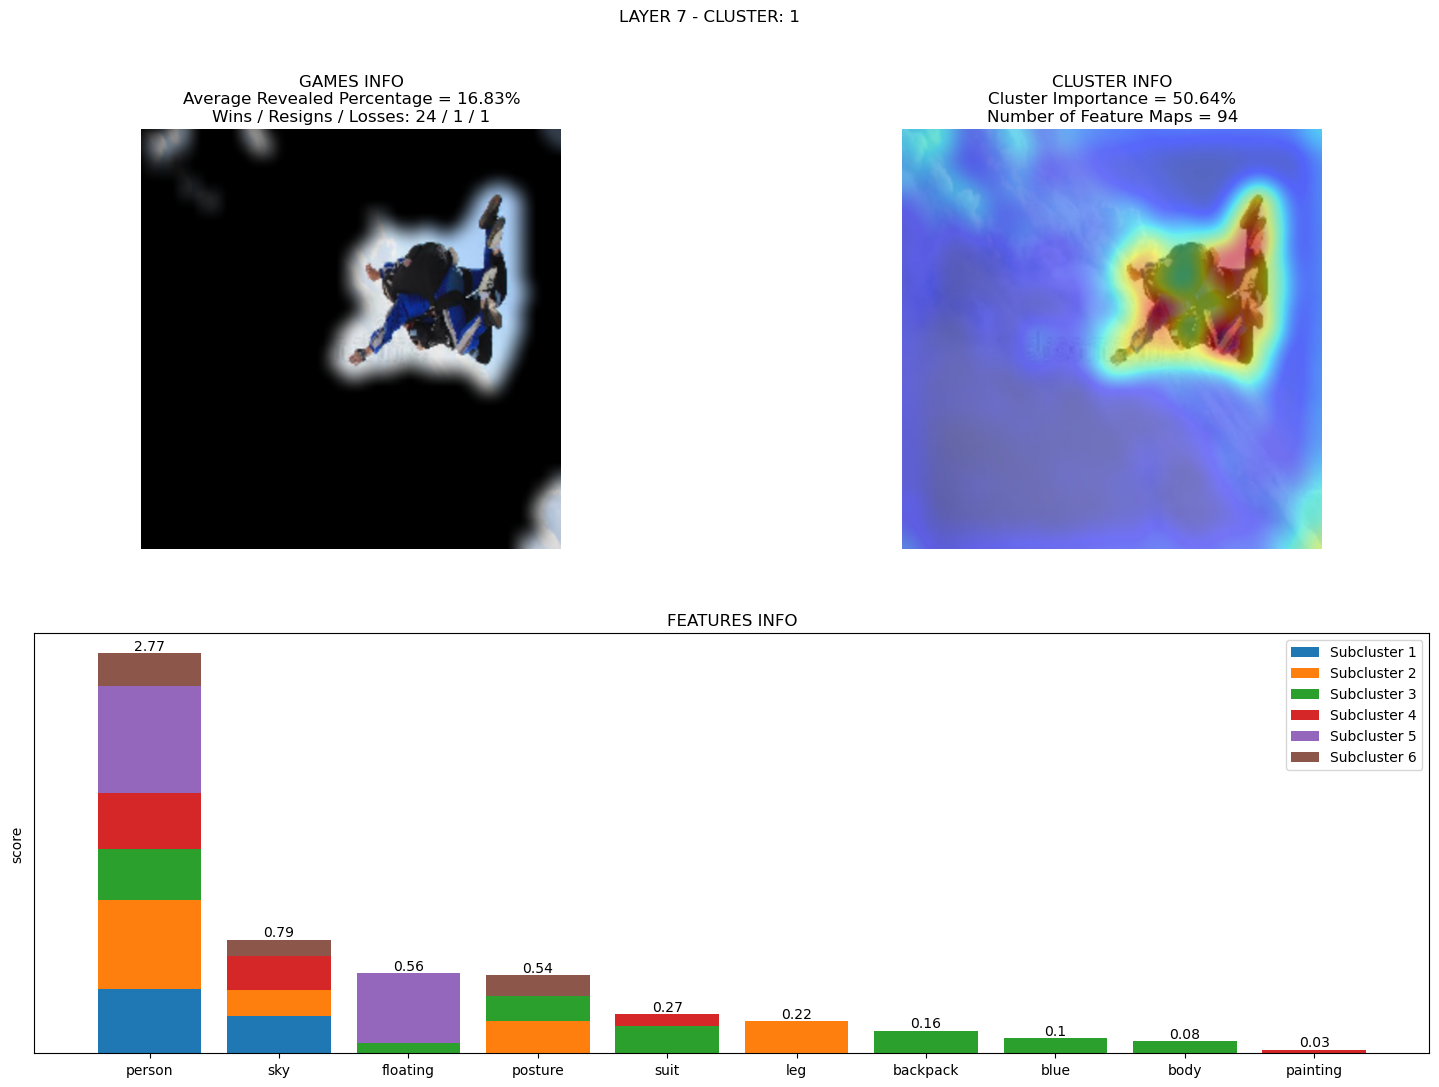 LAYER 7 - CLUSTER: 1
GAMES INFO
Average Revealed Percentage = 16.83%
Wins / Resigns / Losses: 24 / 1 / 1
CLUSTER INFO
Cluster Importance = 50.64%
Number of Feature Maps = 94
FEATURES INFO
2.77
0.79
0.56
0.54
0.27
0.22
0.16
0.1
0.08
0.03
Subcluster 1
Subcluster 2
Subcluster 3
Subcluster 4
Subcluster 5
Subcluster 6
score
person
sky
floating
posture
suit
leg
backpack
blue
body
painting